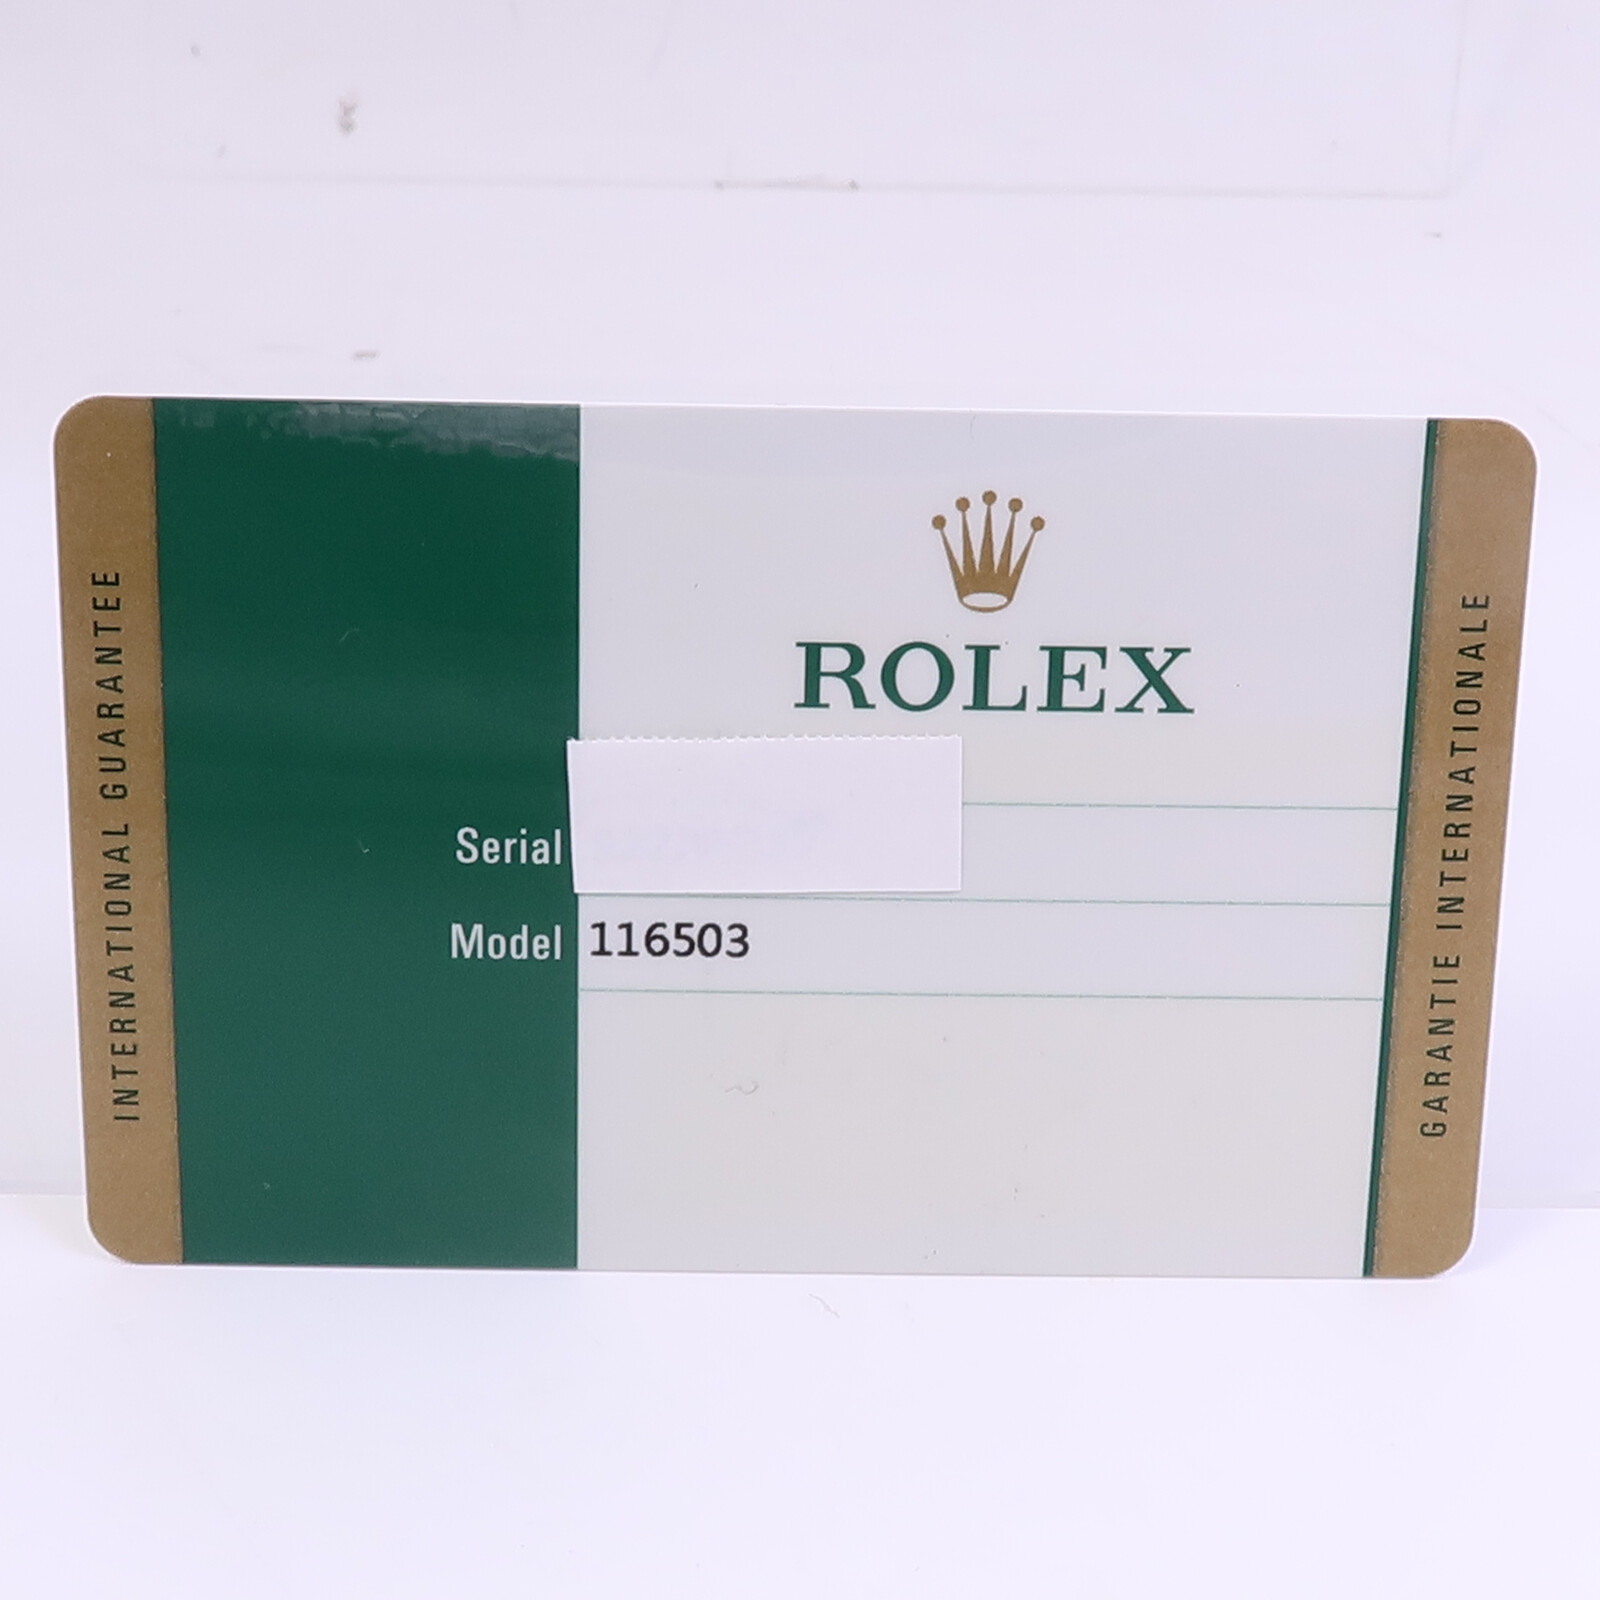 INTERNATIONAL GUARANTEE
ROLEX
Serial
Model 116503
GARANTIE INTERNATIONALE